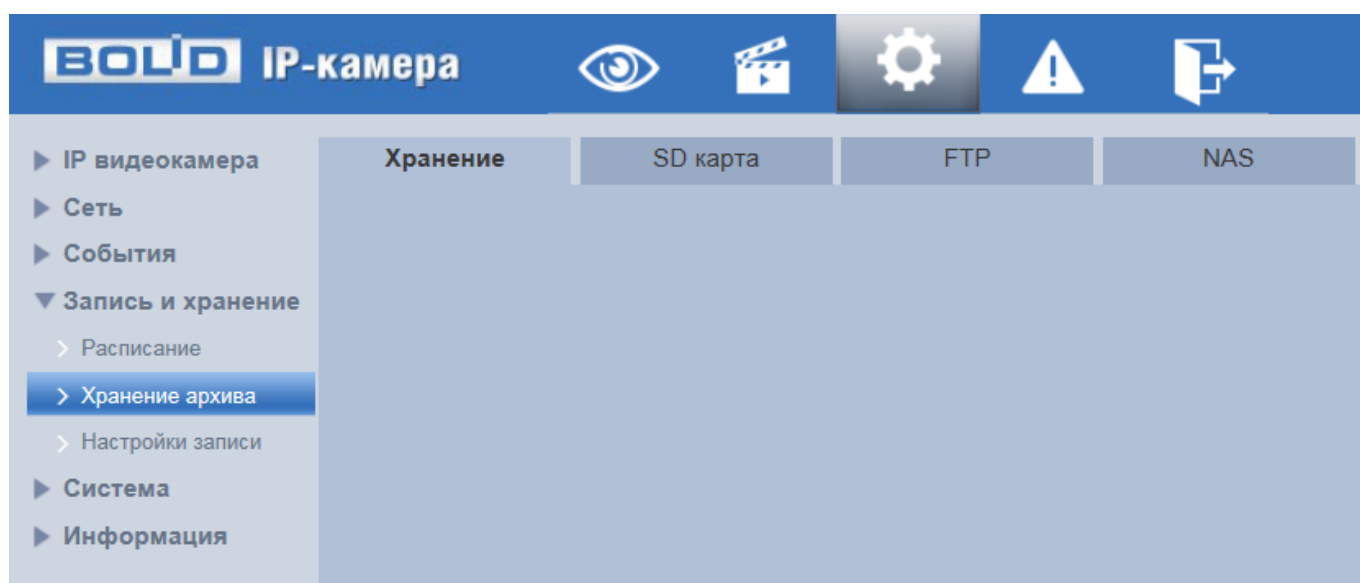 BOLID IP-камера
IP видеокамера
Сеть
События
Запись и хранение
Расписание
Хранение архива
Настройки записи
Система
Информация
Хранение SD карта FTP NAS